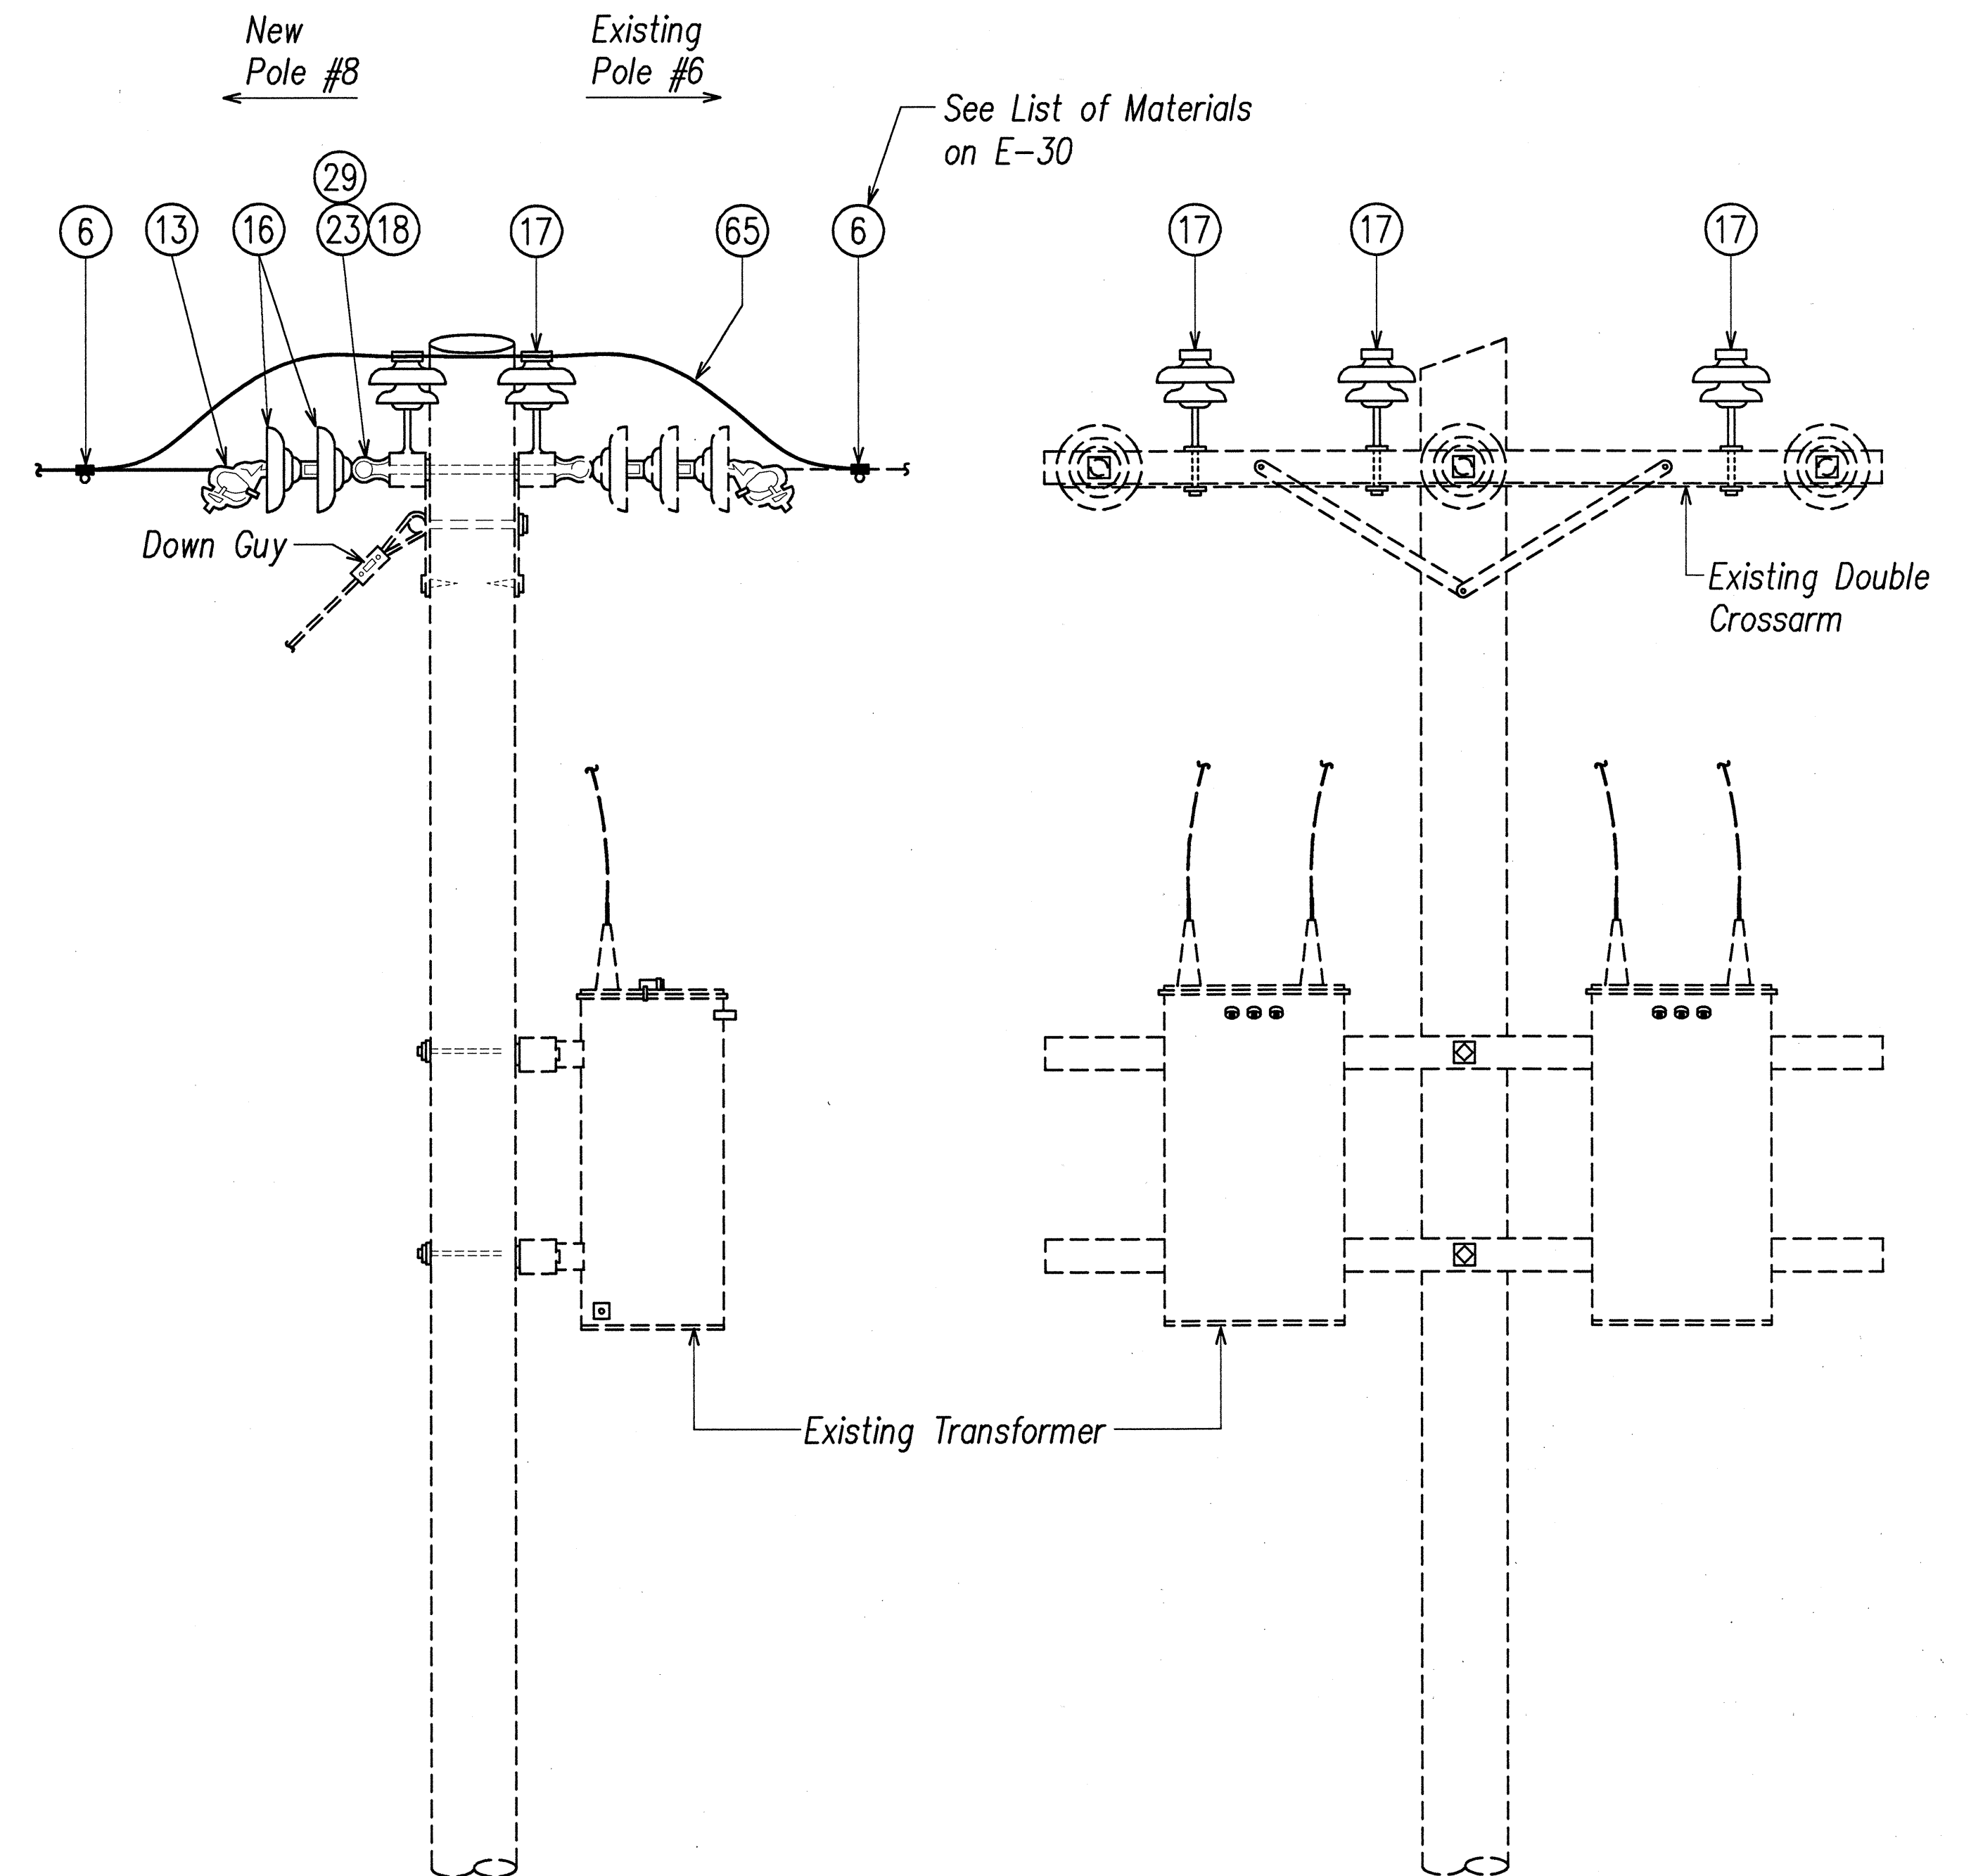 New
Pole #8
Existing
Pole #6
See List of Materials
on E-30
29
6
13
16
23
18
17
65
6
17
17
17
Down Guy
Existing Double
Crossarm
Existing Transformer